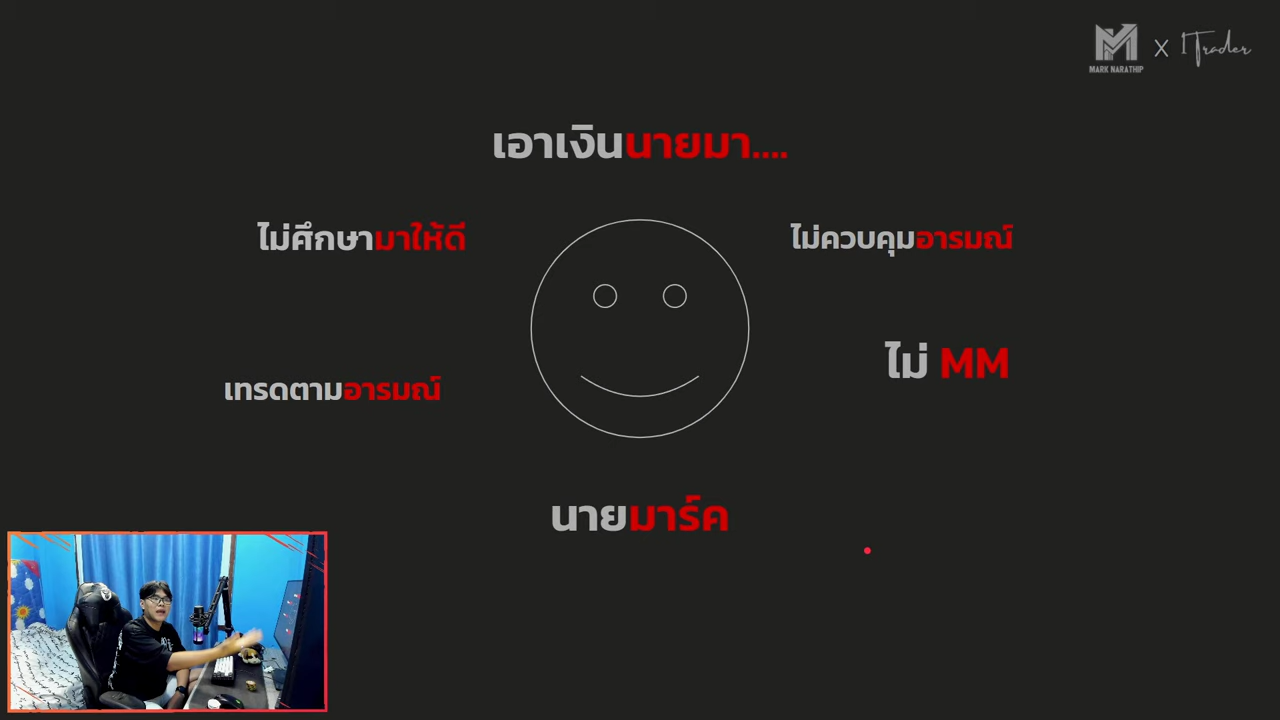 MARK NARATHIP
X
1Trader
เอาเงินนายมา....
ไม่ศึกษามาให้ดี
ไม่ควบคุมอารมณ์
ไม่ MM
เทรดตามอารมณ์
นายมาร์ค